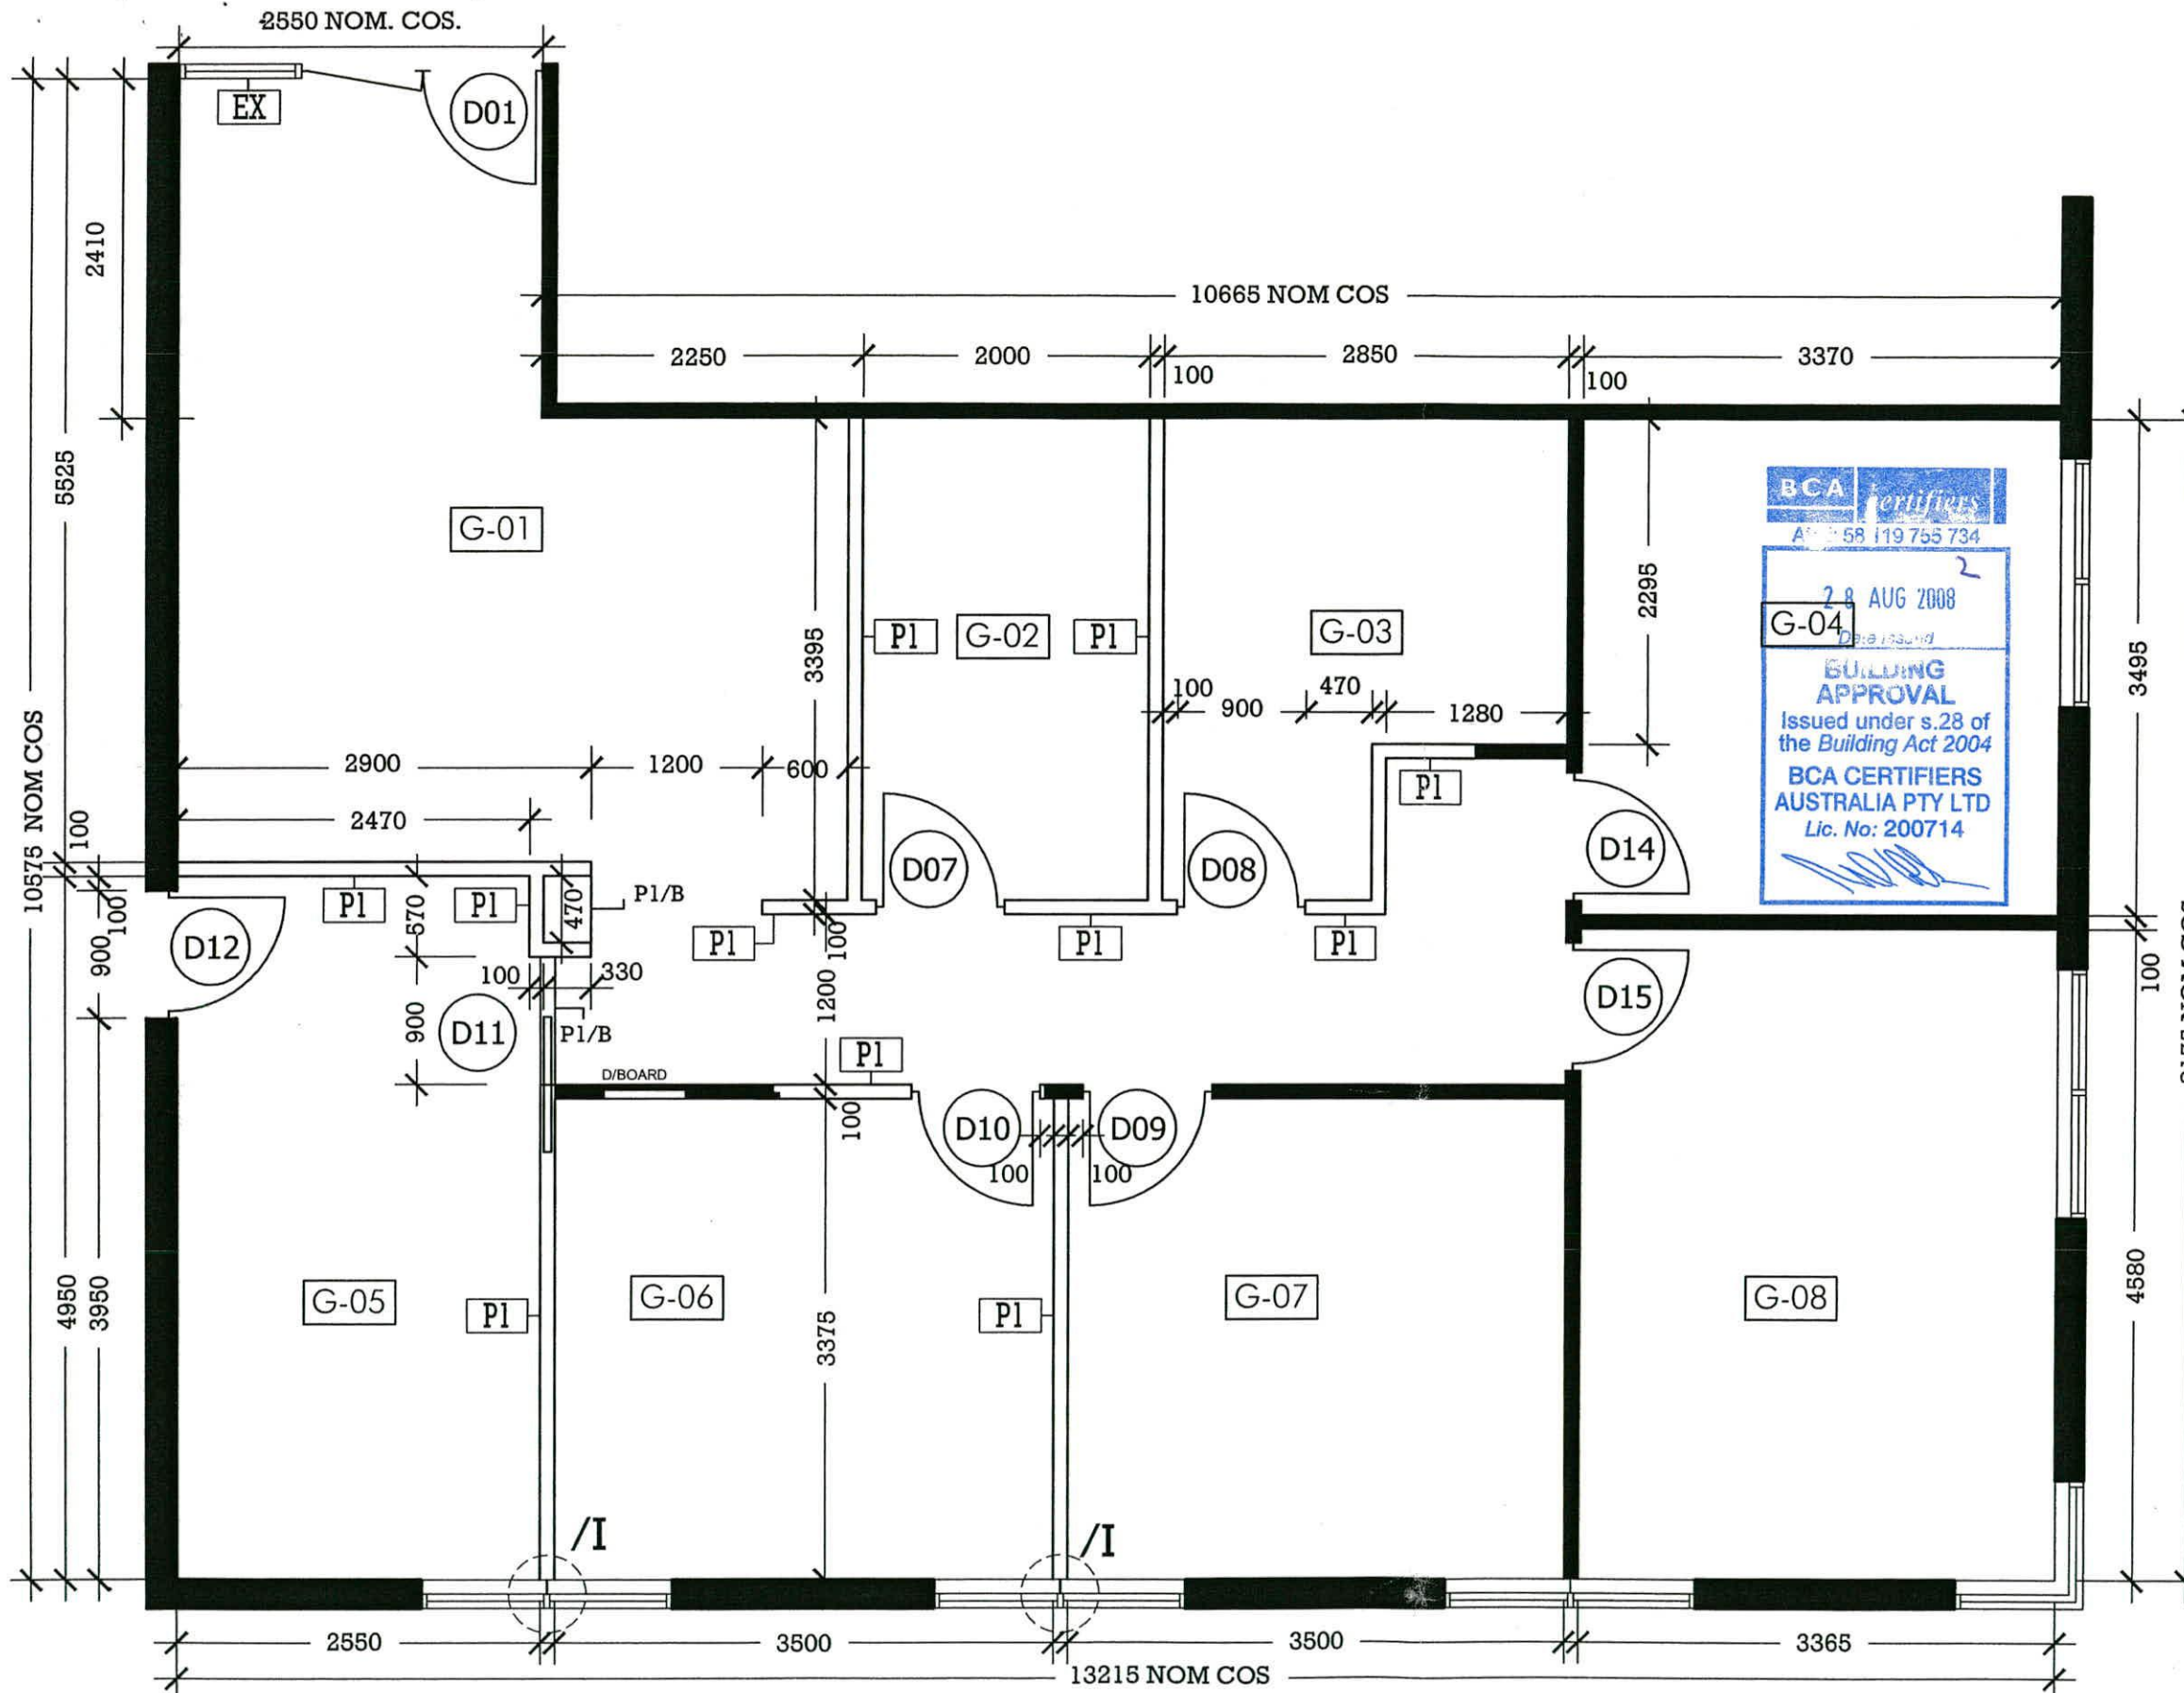 2550 NOM. COS.
EX
D01
2410
5525
10575 NOM COS
10665 NOM COS
2250
2000
100
2850
100
3370
G-01
3395
P1
G-02
P1
G-03
2295
BCA Certifiers
58 119 755 734
2
28 AUG 2008
G-04
Date Issued
BUILDING
APPROVAL
Issued under s.28 of
the Building Act 2004
BCA CERTIFIERS
AUSTRALIA PTY LTD
Lic. No: 200714
3495
100
900
470
1280
2900
1200
600
P1
2470
100
D07
D08
D14
P1
P1
570
470
P1/B
100
900
D12
P1
100
P1
P1
100
330
D15
100
900
D11
P1/B
1200
P1
D/BOARD
100
D10
D09
100
100
4950
3950
G-05
P1
G-06
3375
P1
G-07
G-08
4580
/I
/I
2550
3500
3500
3365
13215 NOM COS